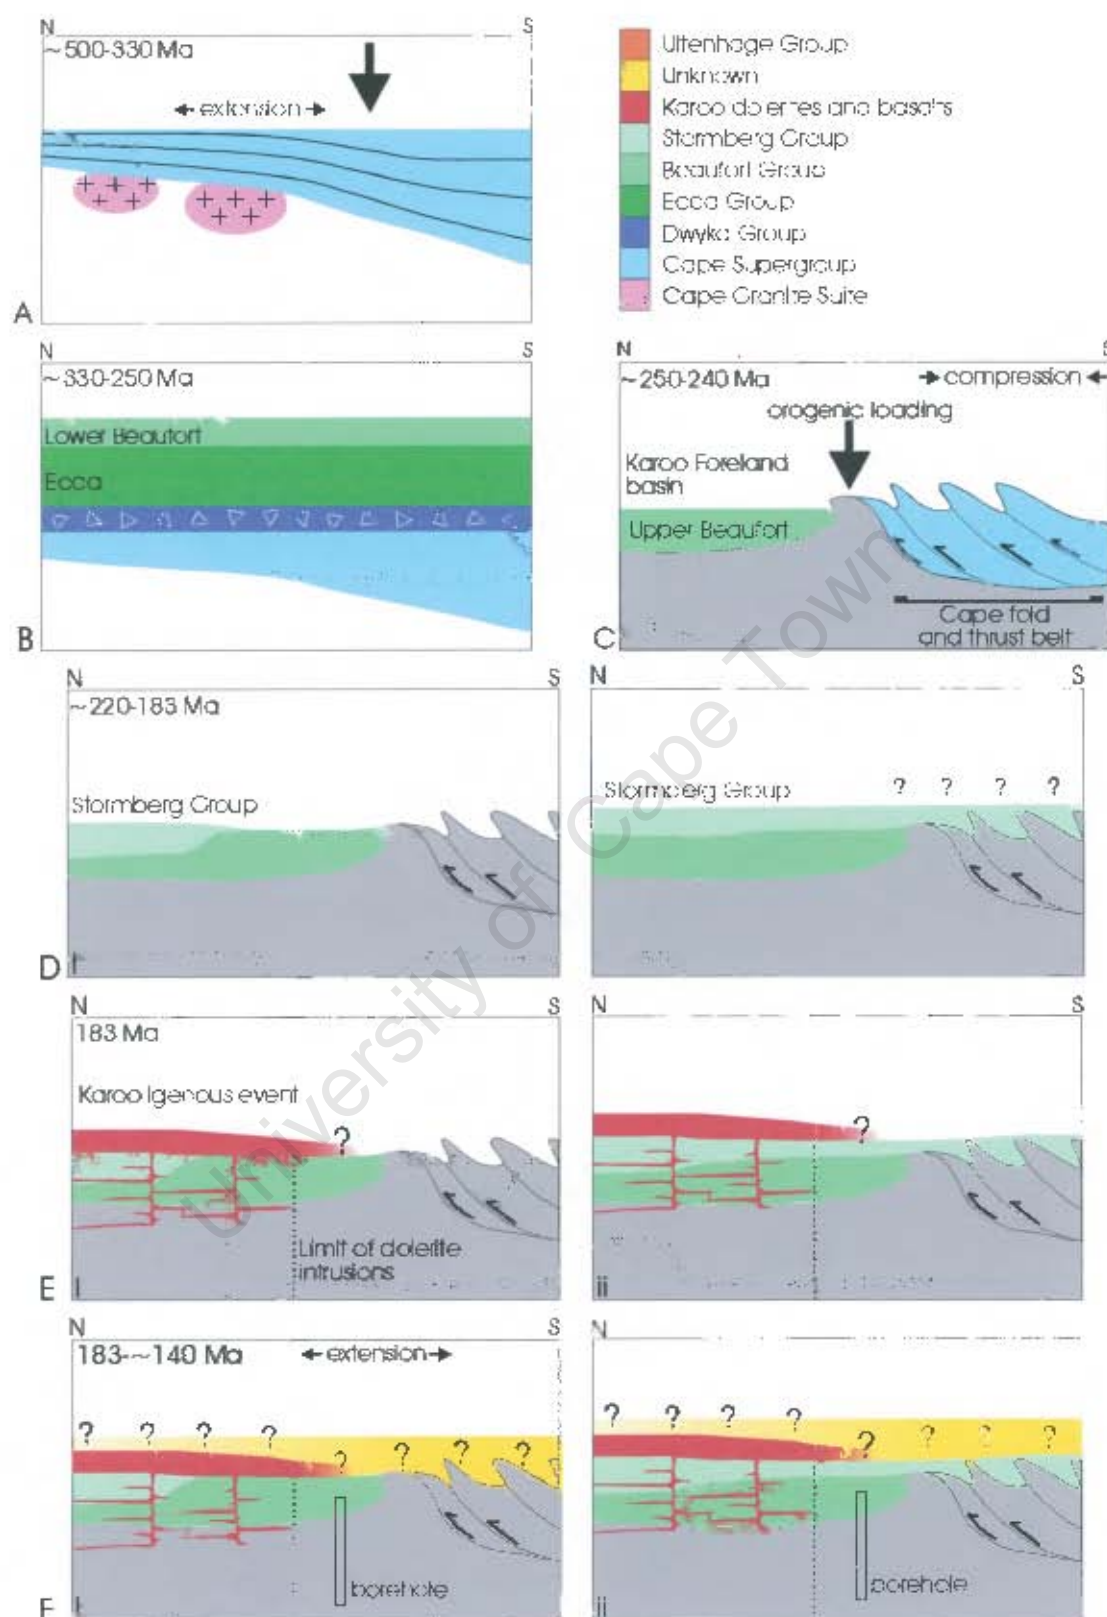 N S
~500-330 Ma
← extension →
A
Uitenhage Group
Unknown
Karoo dolerites and basalts
Stormberg Group
Beaufort Group
Ecca Group
Dwyka Group
Cape Supergroup
Cape Granite Suite
N S
~330-250 Ma
Lower Beaufort
Ecca
B
N S
~250-240 Ma
→ compression ←
orogenic loading
Karoo Foreland
basin
Upper Beaufort
Cape fold
and thrust belt
C
N S
~220-183 Ma
Stormberg Group
D i
N S
Stormberg Group
? ? ? ?
N S
183 Ma
Karoo Igenous event
?
Limit of dolerite
intrusions
E i
?
ii
N S
183-~140 Ma
← extension →
? ? ? ? ? ? ? ?
borehole
F i
N
? ? ? ? ? ? ? ?
borehole
ii
University of Cape Town